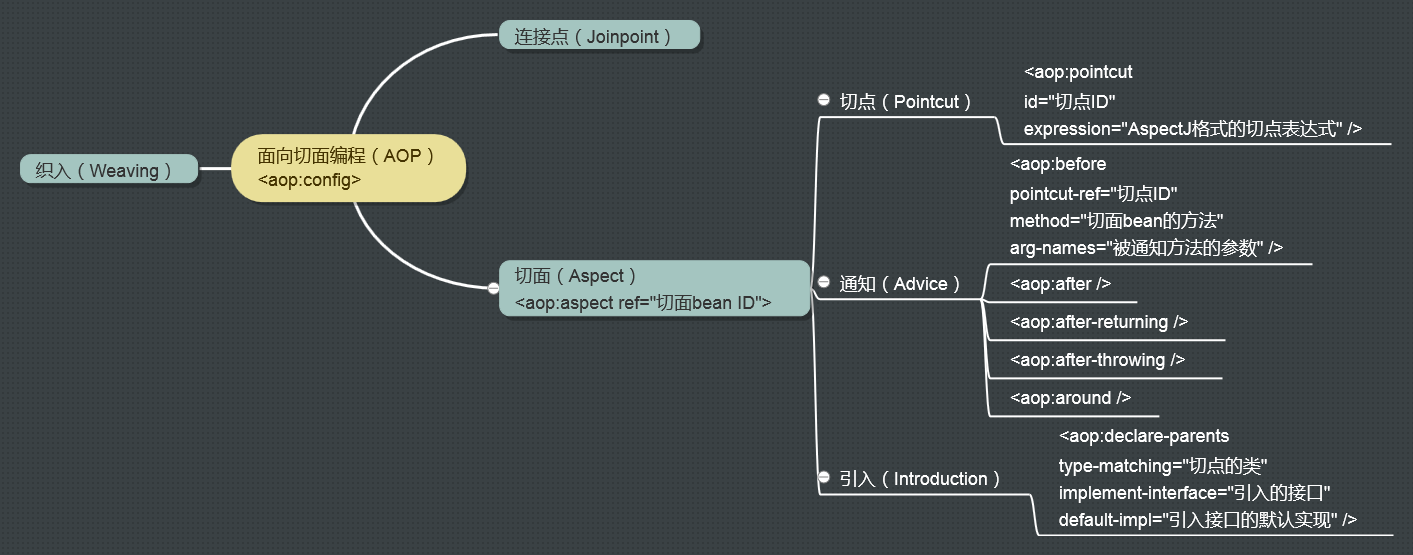 连接点（Joinpoint）
织入（Weaving）
面向切面编程（AOP）
<aop:config>
切面（Aspect）
<aop:aspect ref="切面bean ID">
切点（Pointcut）
<aop:pointcut
id="切点ID"
expression="AspectJ格式的切点表达式" />
通知（Advice）
<aop:before
pointcut-ref="切点ID"
method="切面bean的方法"
arg-names="被通知方法的参数" />
<aop:after />
<aop:after-returning />
<aop:after-throwing />
<aop:around />
引入（Introduction）
<aop:declare-parents
type-matching="切点的类"
implement-interface="引入的接口"
default-impl="引入接口的默认实现" />